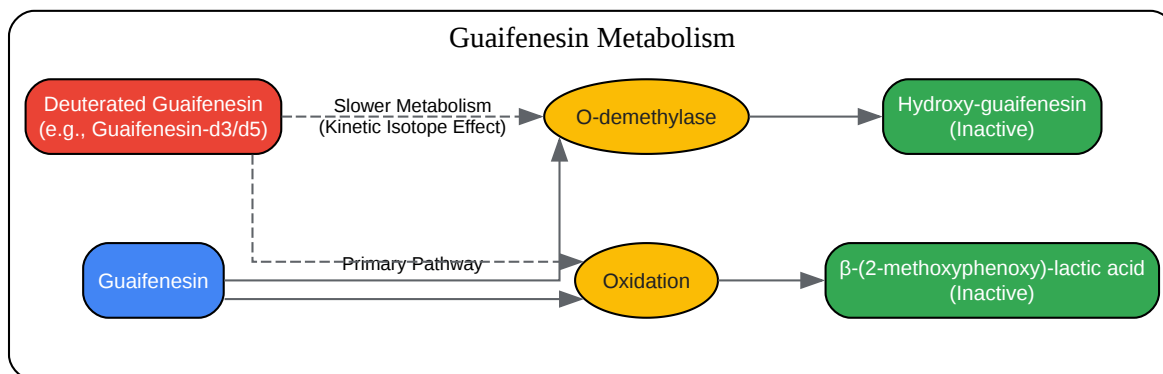 Guaifenesin Metabolism
Deuterated Guaifenesin
(e.g., Guaifenesin-d3/d5)
Slower Metabolism
(Kinetic Isotope Effect)
O-demethylase
Hydroxy-guaifenesin
(Inactive)
Guaifenesin
Primary Pathway
Oxidation
β-(2-methoxyphenoxy)-lactic acid
(Inactive)